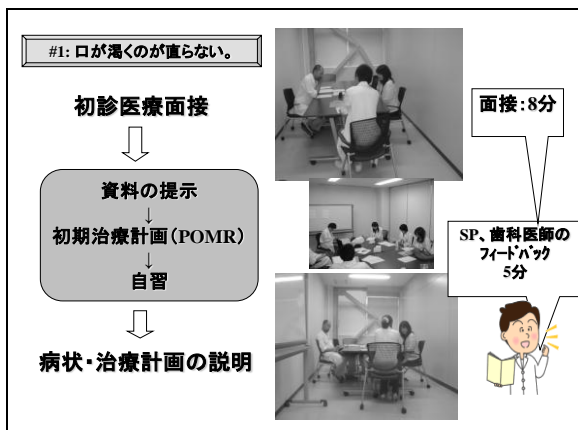 #1: 口が渇くのが直らない。
初診医療面接
資料の提示
↓
初期治療計画(POMR)
↓
自習
病状・治療計画の説明
面接:8分
SP、歯科医師の
フィードバック
5分